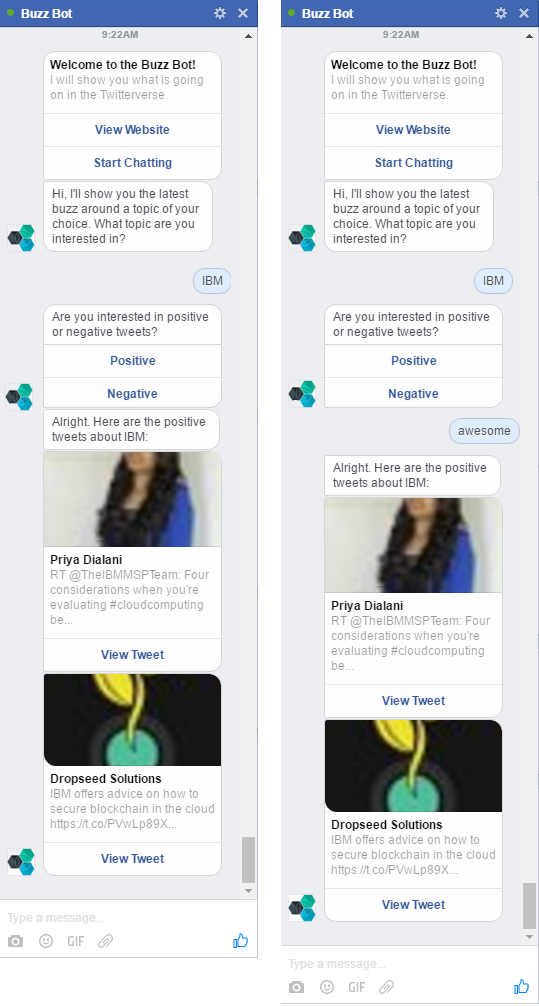 Buzz Bot
9:22AM
Welcome to the Buzz Bot!
I will show you what is going
on in the Twitterverse.
View Website
Start Chatting
Hi, I'll show you the latest
buzz around a topic of your
choice. What topic are you
interested in?
IBM
Are you interested in positive
or negative tweets?
Positive
Negative
Alright. Here are the positive
tweets about IBM:
Priya Dialani
RT @TheIBMMSPTeam: Four
considerations when you're
evaluating #cloudcomputing
be...
View Tweet
Dropseed Solutions
IBM offers advice on how to
secure blockchain in the cloud
https://t.co/PVwLp89X...
View Tweet
Type a message...
GIF
Buzz Bot
9:22AM
Welcome to the Buzz Bot!
I will show you what is going
on in the Twitterverse.
View Website
Start Chatting
Hi, I'll show you the latest
buzz around a topic of your
choice. What topic are you
interested in?
IBM
Are you interested in positive
or negative tweets?
Positive
Negative
awesome
Alright. Here are the positive
tweets about IBM:
Priya Dialani
RT @TheIBMMSPTeam: Four
considerations when you're
evaluating #cloudcomputing
be...
View Tweet
Dropseed Solutions
IBM offers advice on how to
secure blockchain in the cloud
https://t.co/PVwLp89X...
View Tweet
Type a message...
GIF